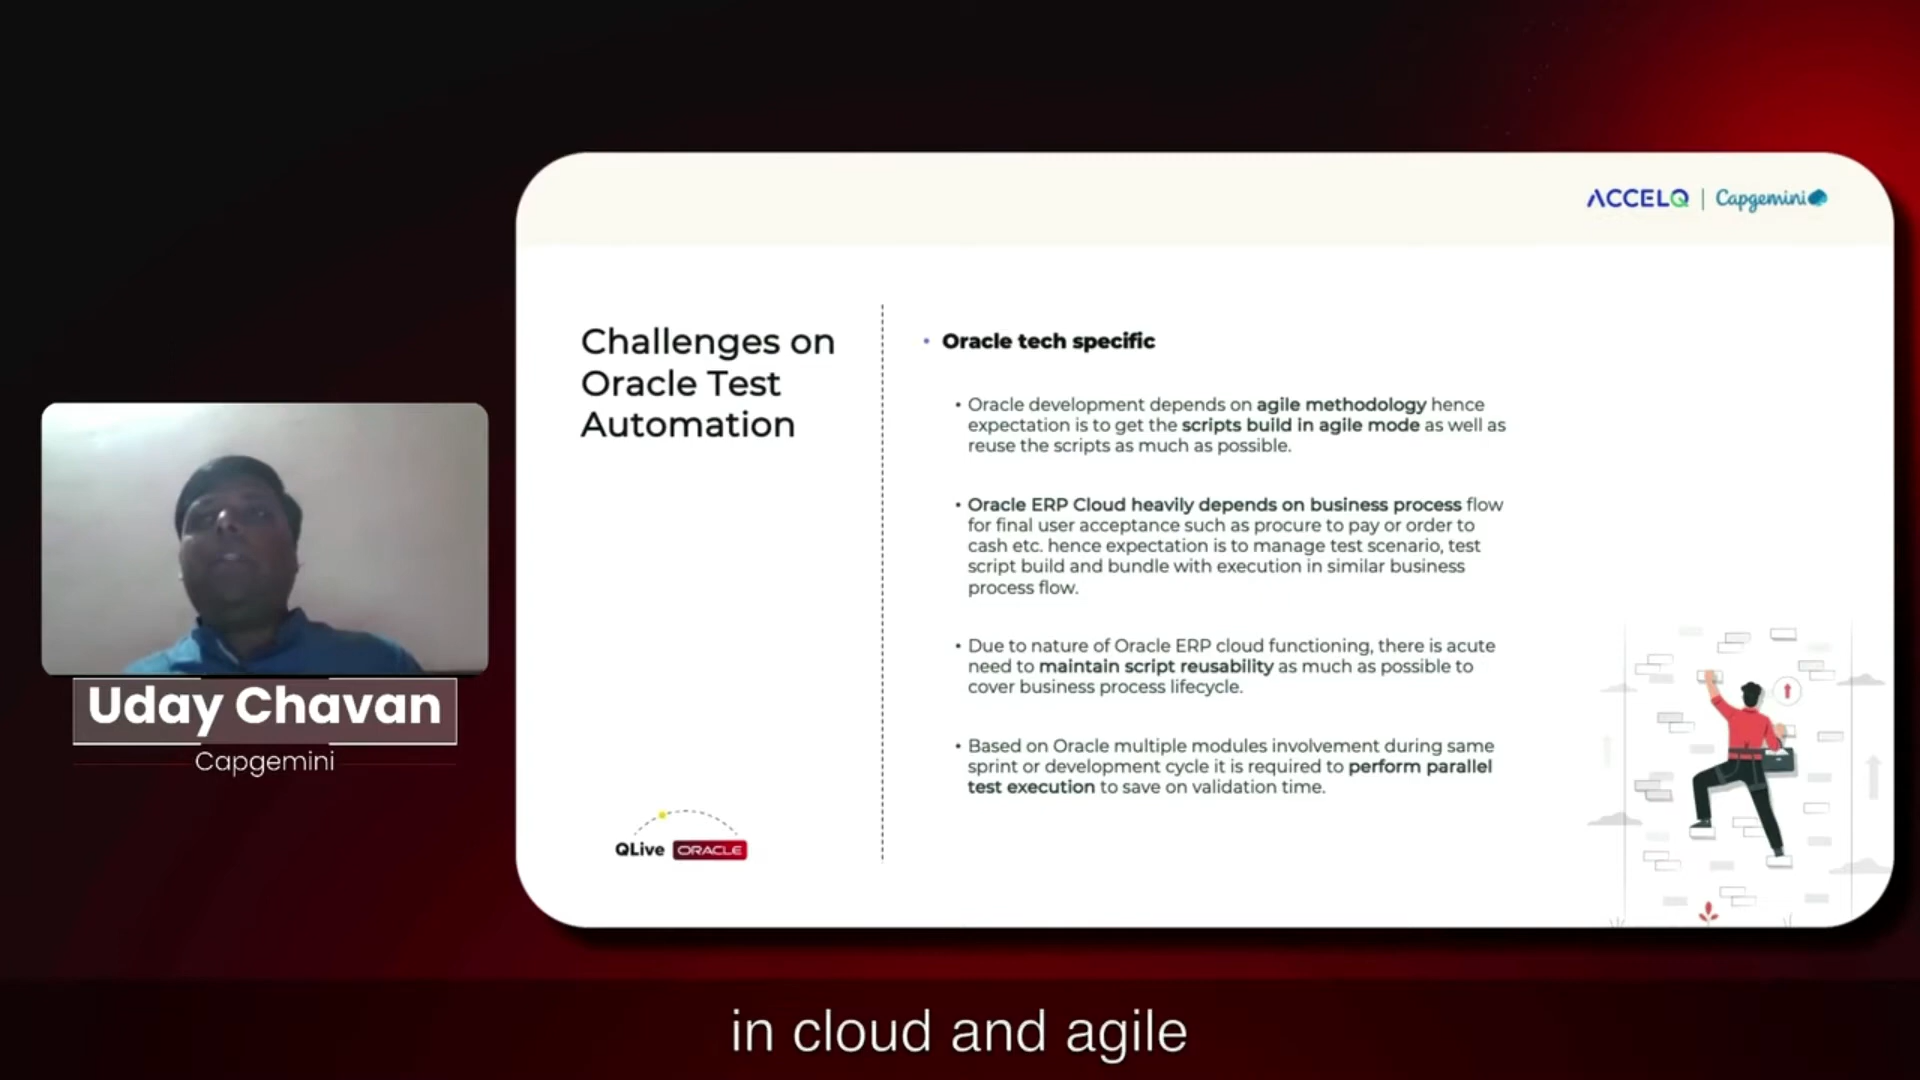 ACCELQ | Capgemini
Challenges on
Oracle Test
Automation
• Oracle tech specific
• Oracle development depends on agile methodology hence
expectation is to get the scripts build in agile mode as well as
reuse the scripts as much as possible.
• Oracle ERP Cloud heavily depends on business process flow
for final user acceptance such as procure to pay or order to
cash etc. hence expectation is to manage test scenario, test
script build and bundle with execution in similar business
process flow.
• Due to nature of Oracle ERP cloud functioning, there is acute
need to maintain script reusability as much as possible to
cover business process lifecycle.
• Based on Oracle multiple modules involvement during same
sprint or development cycle it is required to perform parallel
test execution to save on validation time.
QLive ORACLE
Uday Chavan
Capgemini
in cloud and agile